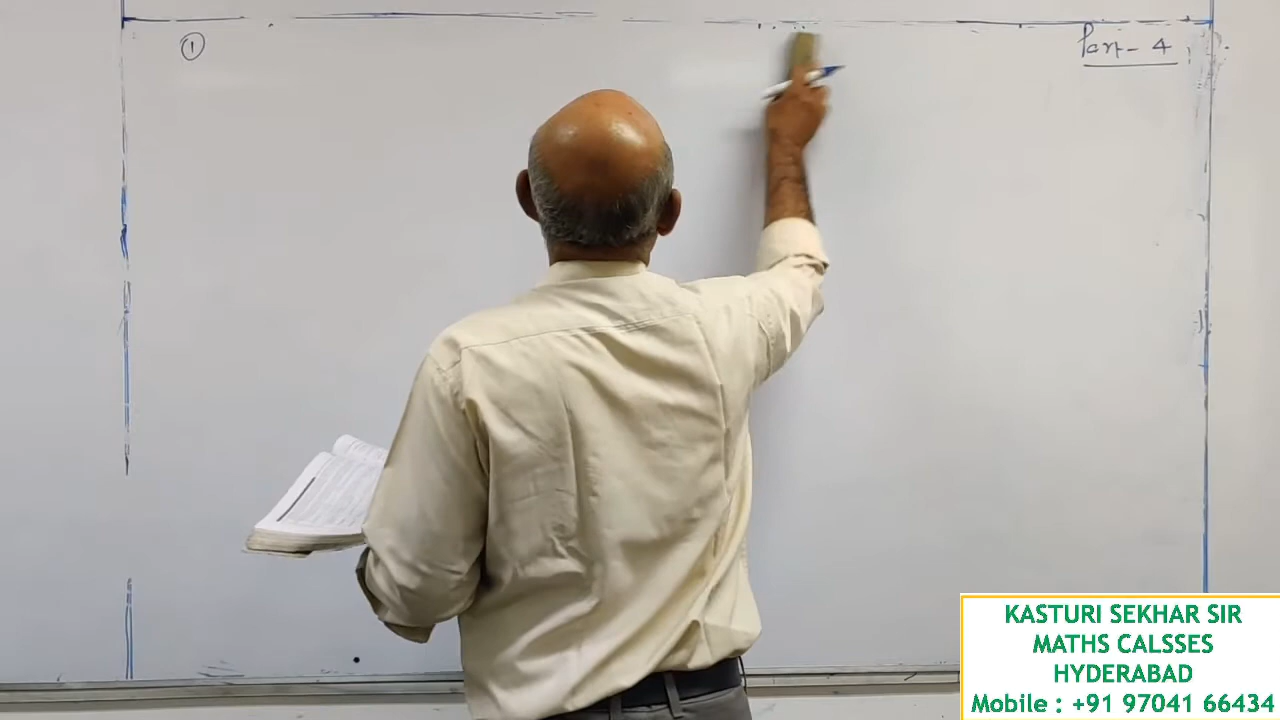 ①
Part - 4
KASTURI SEKHAR SIR
MATHS CALSSES
HYDERABAD
Mobile : +91 97041 66434